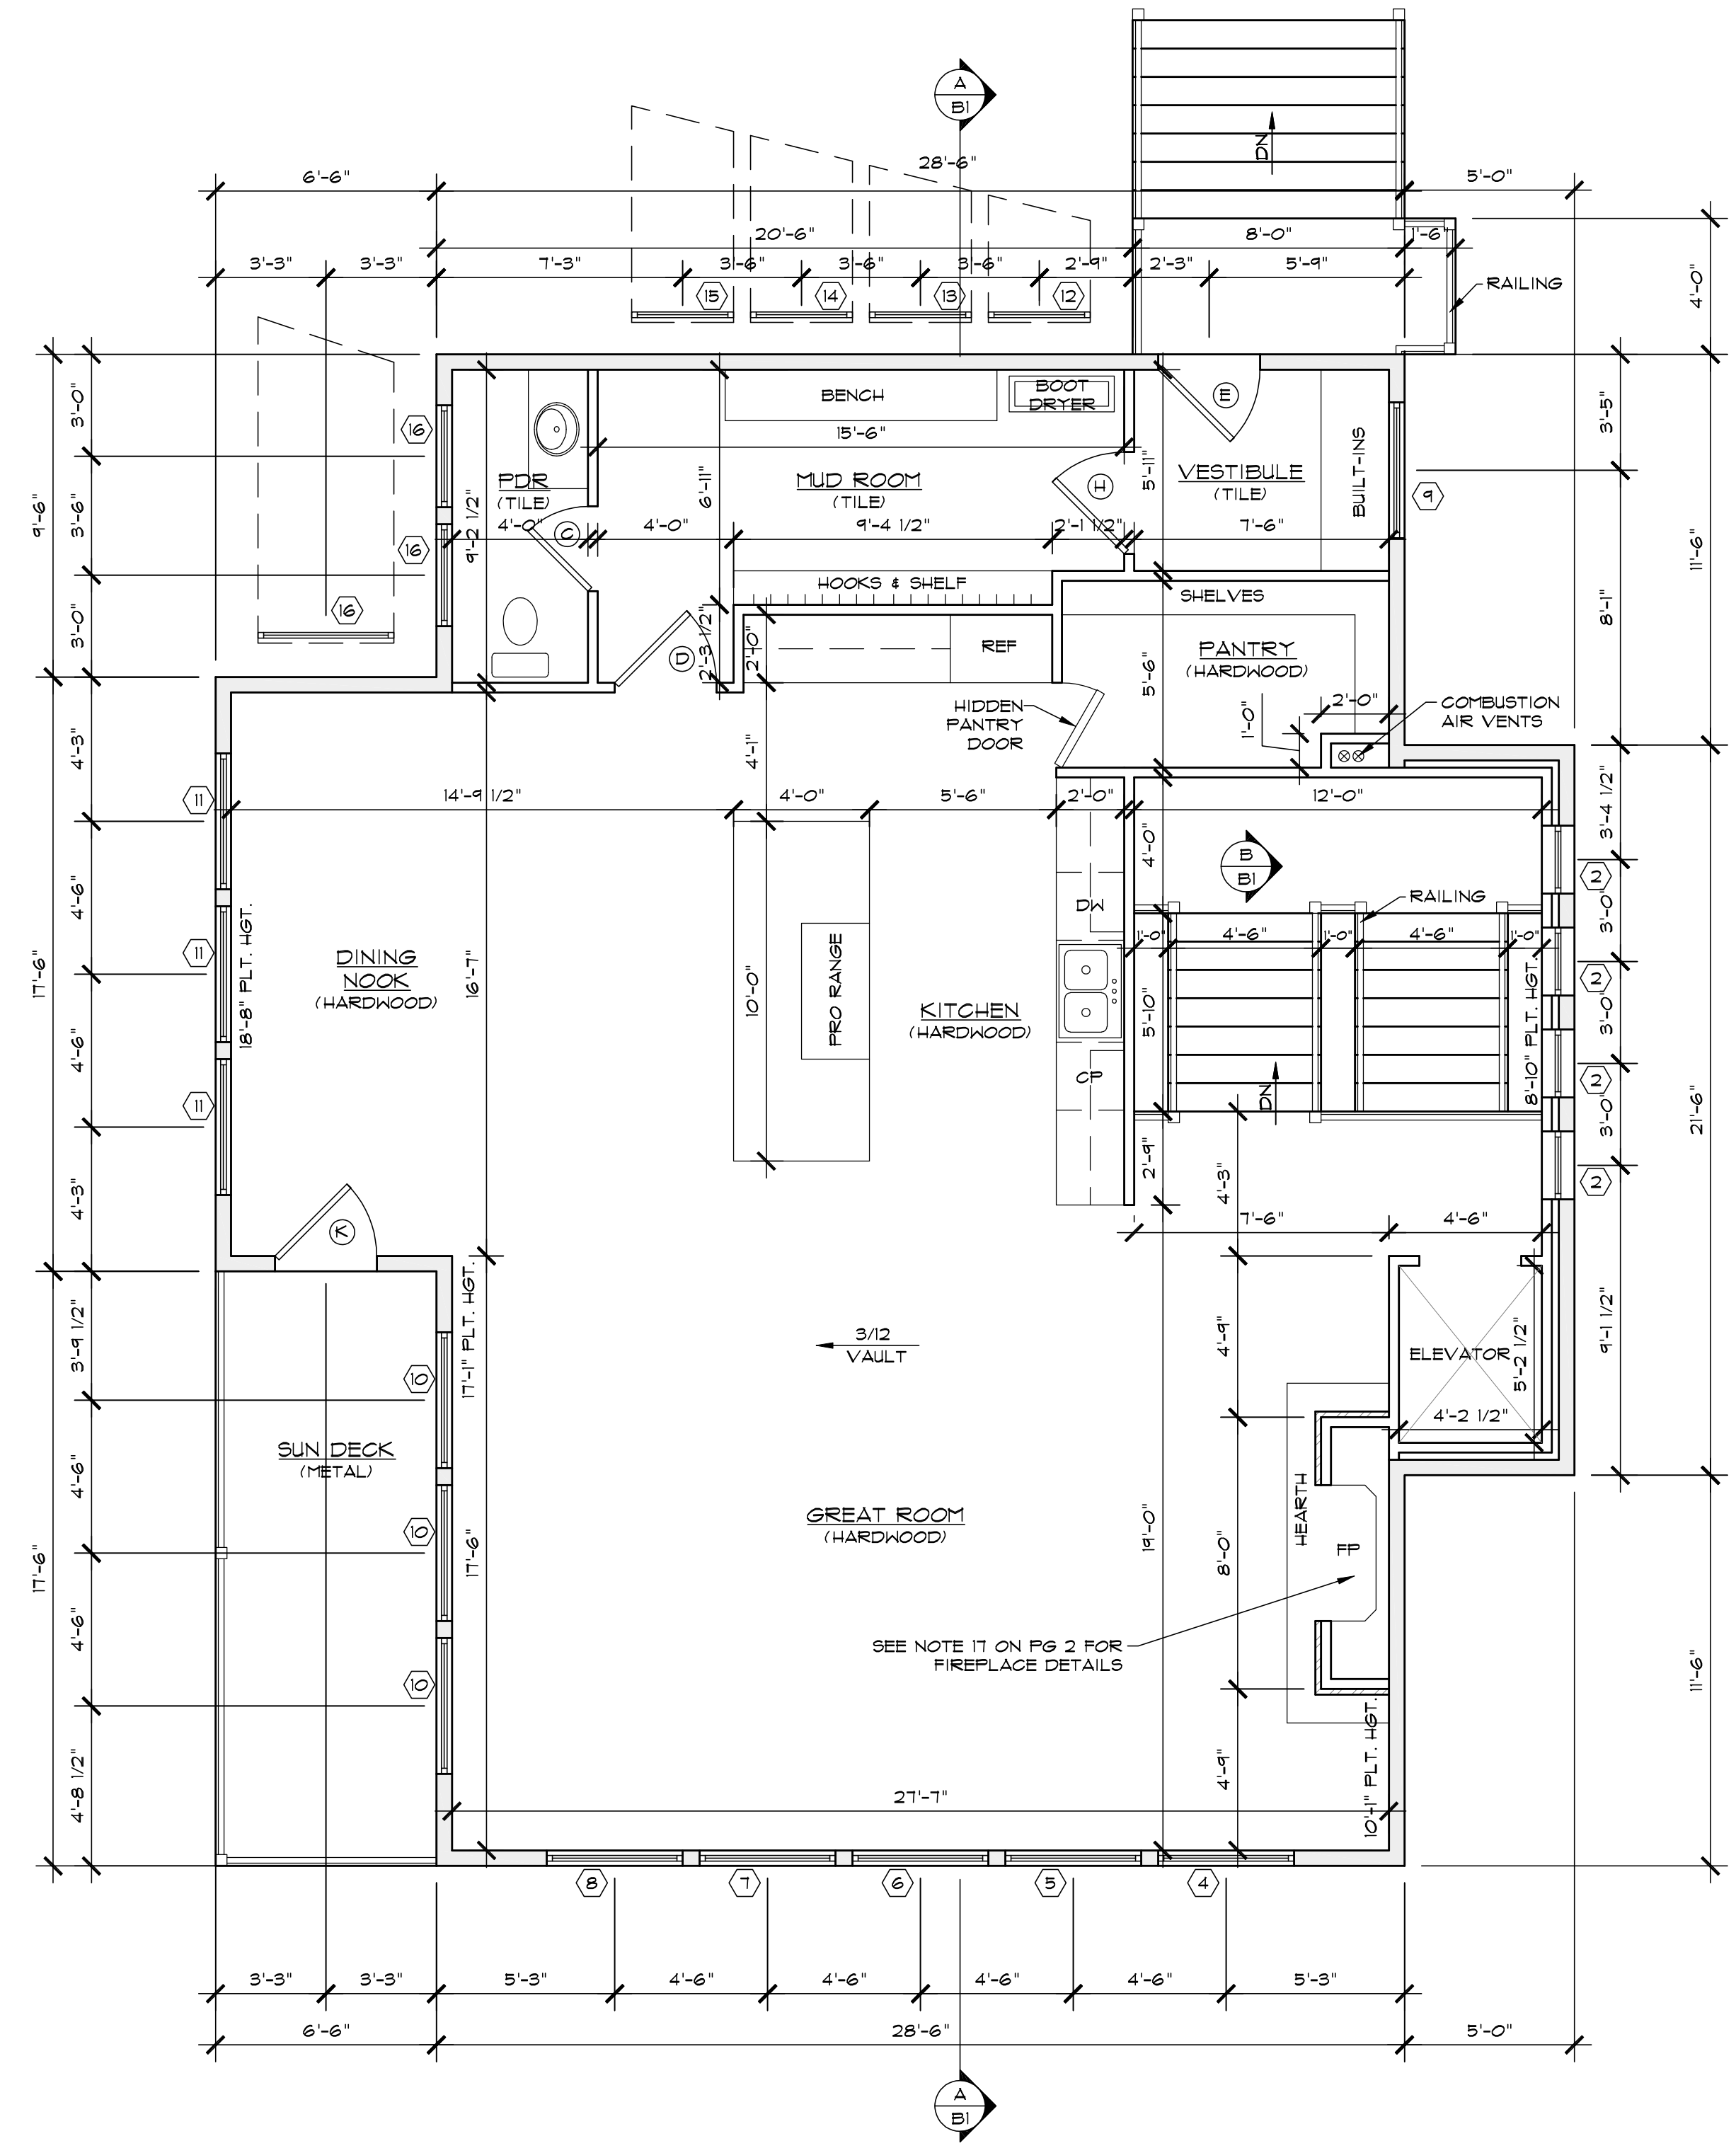 A
B1
DN
6'-6"
28'-6"
5'-0"
20'-6"
8'-0"
1'-6"
3'-3"
3'-3"
7'-3"
3'-6"
3'-6"
3'-6"
2'-9"
2'-3"
5'-9"
15
14
13
12
RAILING
4'-0"
9'-6"
3'-0"
3'-6"
3'-0"
16
16
16
PDR
(TILE)
4'-0"
9'-2 1/2"
C
BENCH
BOOT
DRYER
15'-6"
MUD ROOM
(TILE)
6'-11"
4'-0"
9'-4 1/2"
2'-1 1/2"
HOOKS & SHELF
H
E
5'-11"
VESTIBULE
(TILE)
7'-6"
BUILT-INS
9
3'-5"
8'-1"
11'-6"
D
2'-3 1/2"
2'-0"
REF
SHELVES
PANTRY
(HARDWOOD)
5'-6"
HIDDEN
PANTRY
DOOR
1'-0"
2'-0"
COMBUSTION
AIR VENTS
4'-1"
14'-9 1/2"
4'-0"
5'-6"
2'-0"
12'-0"
17'-6"
4'-3"
4'-6"
4'-6"
4'-3"
11
11
11
18'-8" PLT. HGT.
DINING
NOOK
(HARDWOOD)
16'-7"
10'-0"
PRO RANGE
KITCHEN
(HARDWOOD)
DW
CP
4'-0"
B
B1
RAILING
1'-0"
4'-6"
1'-0"
4'-6"
1'-0"
5'-10"
DN
8'-10" PLT. HGT.
2
2
2
2
3'-4 1/2"
3'-0"
3'-0"
3'-0"
9'-1 1/2"
21'-6"
2'-9"
4'-3"
7'-6"
4'-6"
K
17'-1" PLT. HGT.
3/12
VAULT
4'-9"
ELEVATOR
5'-2 1/2"
4'-2 1/2"
17'-6"
3'-9 1/2"
4'-6"
4'-6"
4'-8 1/2"
10
10
10
SUN DECK
(METAL)
17'-6"
GREAT ROOM
(HARDWOOD)
19'-0"
8'-0"
HEARTH
FP
SEE NOTE 17 ON PG 2 FOR
FIREPLACE DETAILS
4'-9"
10'-1" PLT. HGT.
11'-6"
27'-7"
8
7
6
5
4
3'-3"
3'-3"
5'-3"
4'-6"
4'-6"
4'-6"
4'-6"
5'-3"
6'-6"
28'-6"
5'-0"
A
B1